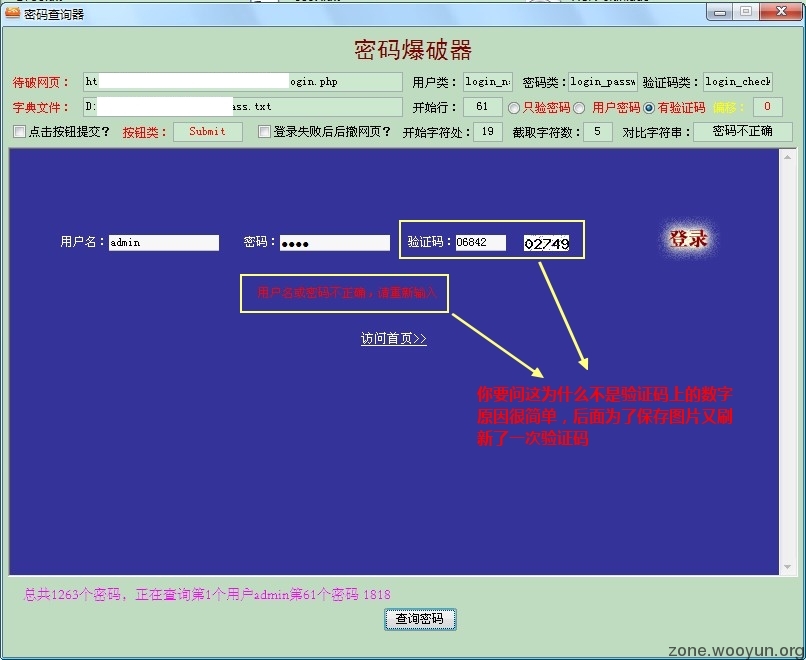 密码查询器
密码爆破器
待破网页： ht ogin.php 用户类： login_n 密码类： login_passw 验证码类： login_check
字典文件： D: ass.txt 开始行： 61 只验密码 用户密码 有验证码 偏移： 0
点击按钮提交？ 按钮类： Submit 登录失败后后撤网页？ 开始字符处： 19 截取字符数： 5 对比字符串： 密码不正确
用户名： admin 密码： ●●●● 验证码： 06842 02749 登录
用户名或密码不正确，请重新输入
访问首页>>
你要问这为什么不是验证码上的数字
原因很简单，后面为了保存图片又刷
新了一次验证码
总共1263个密码，正在查询第1个用户admin第61个密码 1818
查询密码
zone.wooyun.org